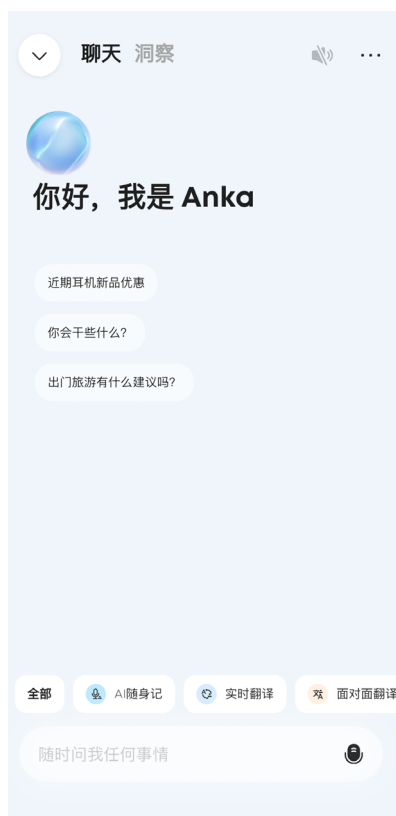 聊天 洞察
你好，我是 Anka
近期耳机新品优惠
你会干些什么？
出门旅游有什么建议吗？
全部 AI随身记 实时翻译 面对面翻译
随时问我任何事情